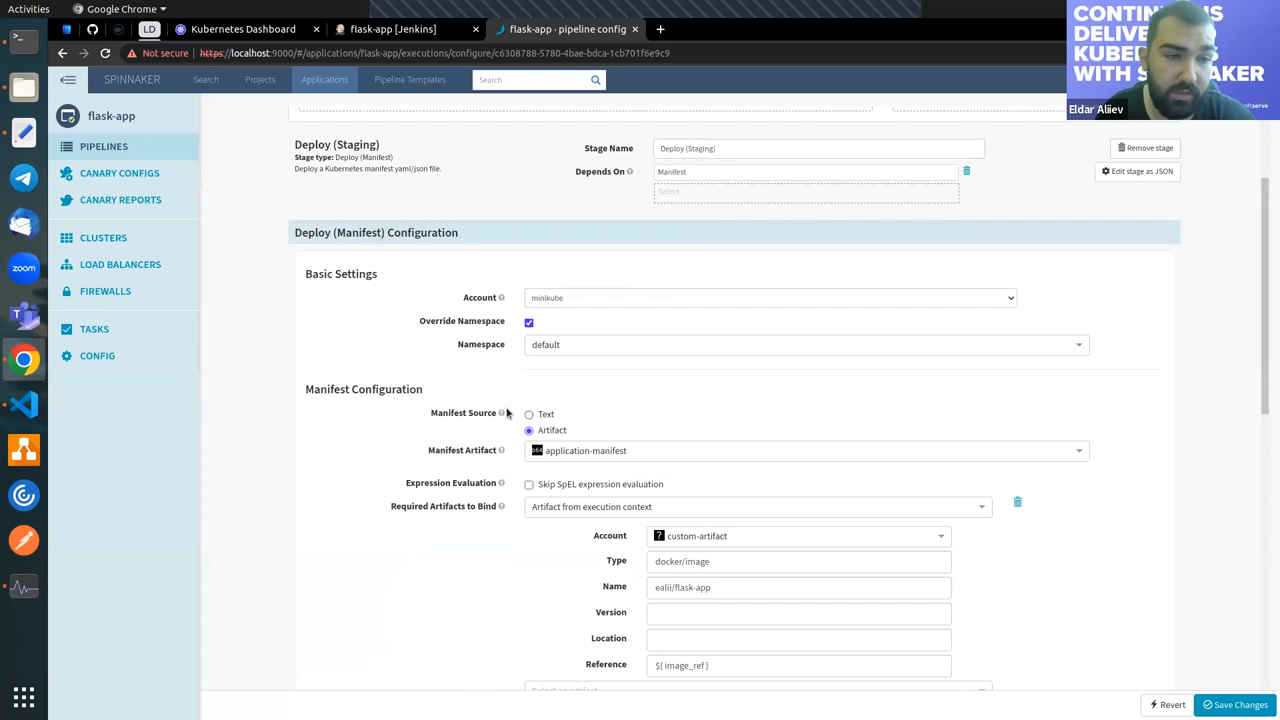 Activities
Google Chrome
LD
Kubernetes Dashboard
flask-app [Jenkins]
flask-app · pipeline config
Not secure
https://localhost:9000/#/applications/flask-app/executions/configure/c6308788-5780-4bae-bdca-1cb701f6e9c9
SPINNAKER
Search
Projects
Applications
Pipeline Templates
Search
Eldar Aliiev
flask-app
PIPELINES
CANARY CONFIGS
CANARY REPORTS
CLUSTERS
LOAD BALANCERS
FIREWALLS
TASKS
CONFIG
zoom
Deploy (Staging)
Stage type: Deploy (Manifest)
Deploy a Kubernetes manifest yaml/json file.
Stage Name
Deploy (Staging)
Depends On
Manifest
Select...
Remove stage
Edit stage as JSON
Deploy (Manifest) Configuration
Basic Settings
Account
minikube
Override Namespace
Namespace
default
Manifest Configuration
Manifest Source
Text
Artifact
Manifest Artifact
b64 application-manifest
Expression Evaluation
Skip SpEL expression evaluation
Required Artifacts to Bind
Artifact from execution context
Account
? custom-artifact
Type
docker/image
Name
ealii/flask-app
Version
Location
Reference
${ image_ref }
Revert
Save Changes